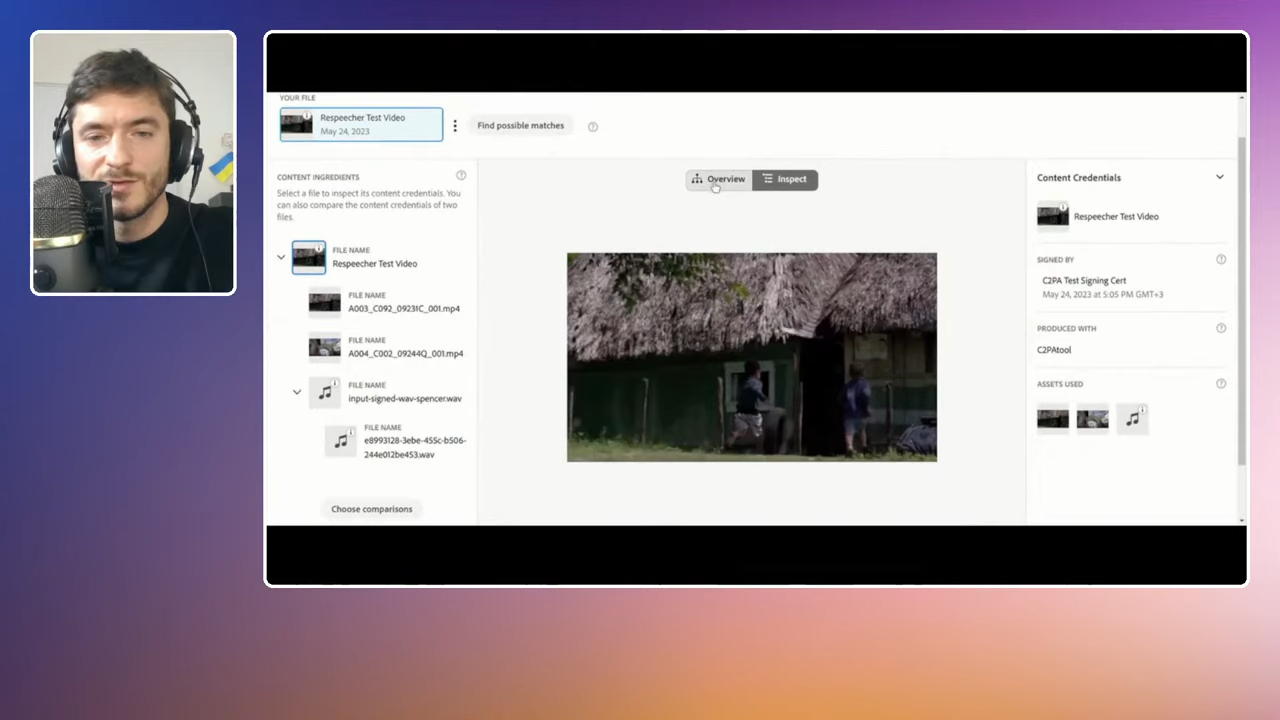 YOUR FILE
Respeecher Test Video
May 24, 2023
Find possible matches
CONTENT INGREDIENTS
Select a file to inspect its content credentials. You
can also compare the content credentials of two
files.
FILE NAME
Respeecher Test Video
FILE NAME
A003_C092_09231C_001.mp4
FILE NAME
A004_C002_09244Q_001.mp4
FILE NAME
input-signed-wav-spencer.wav
FILE NAME
e8993128-3ebe-455c-b506-
244e012be453.wav
Choose comparisons
Overview
Inspect
Content Credentials
Respeecher Test Video
SIGNED BY
C2PA Test Signing Cert
May 24, 2023 at 5:05 PM GMT+3
PRODUCED WITH
C2PAtool
ASSETS USED